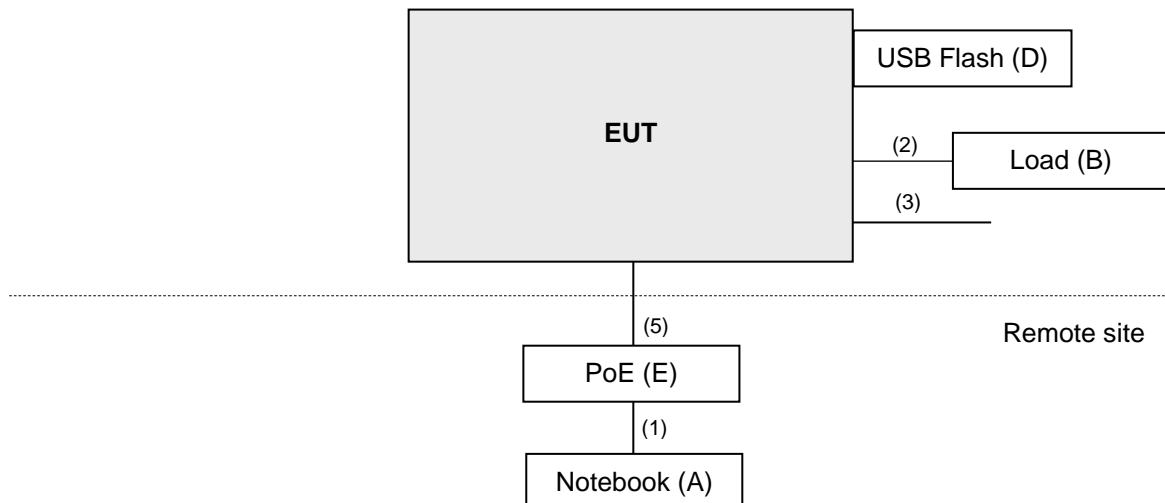 USB Flash (D)
EUT
(2)
Load (B)
(3)
(5)
Remote site
PoE (E)
(1)
Notebook (A)